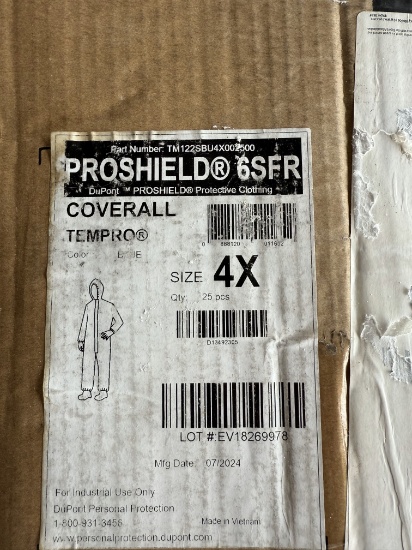 Part Number: TM122SBU4X002500
PROSHIELD® 6SFR
DuPont ™ PROSHIELD® Protective Clothing
COVERALL
TEMPRO®
Color
SIZE 4X
Qty: 25 pcs
D13492305
LOT #:EV18269978
Mfg Date: 07/2024
For Industrial Use Only
DuPont Personal Protection
1-800-931-3456
Made in Vietnam
www.personalprotection.dupont.com